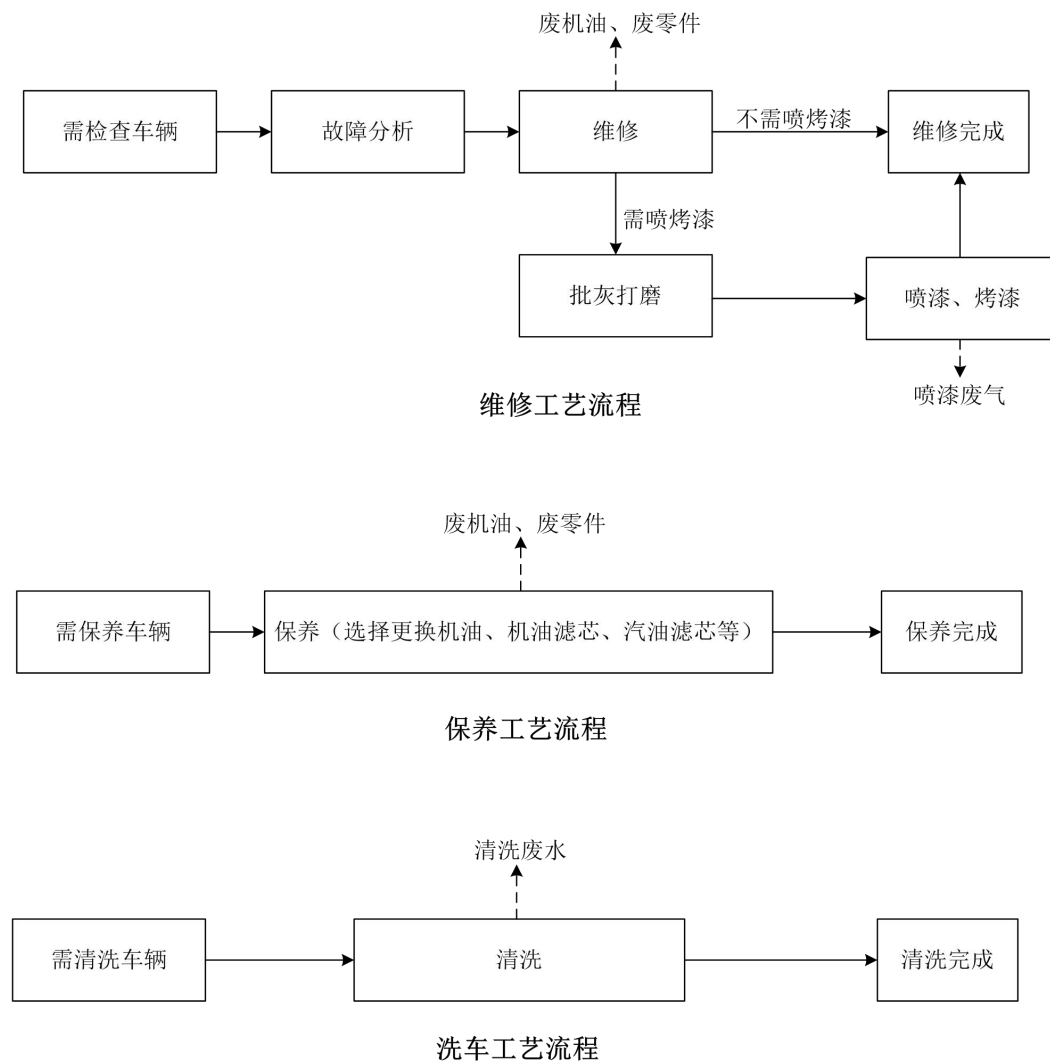 废机油、废零件
需检查车辆
故障分析
维修
不需喷烤漆
维修完成
需喷烤漆
批灰打磨
喷漆、烤漆
喷漆废气
维修工艺流程
废机油、废零件
需保养车辆
保养（选择更换机油、机油滤芯、汽油滤芯等）
保养完成
保养工艺流程
清洗废水
需清洗车辆
清洗
清洗完成
洗车工艺流程